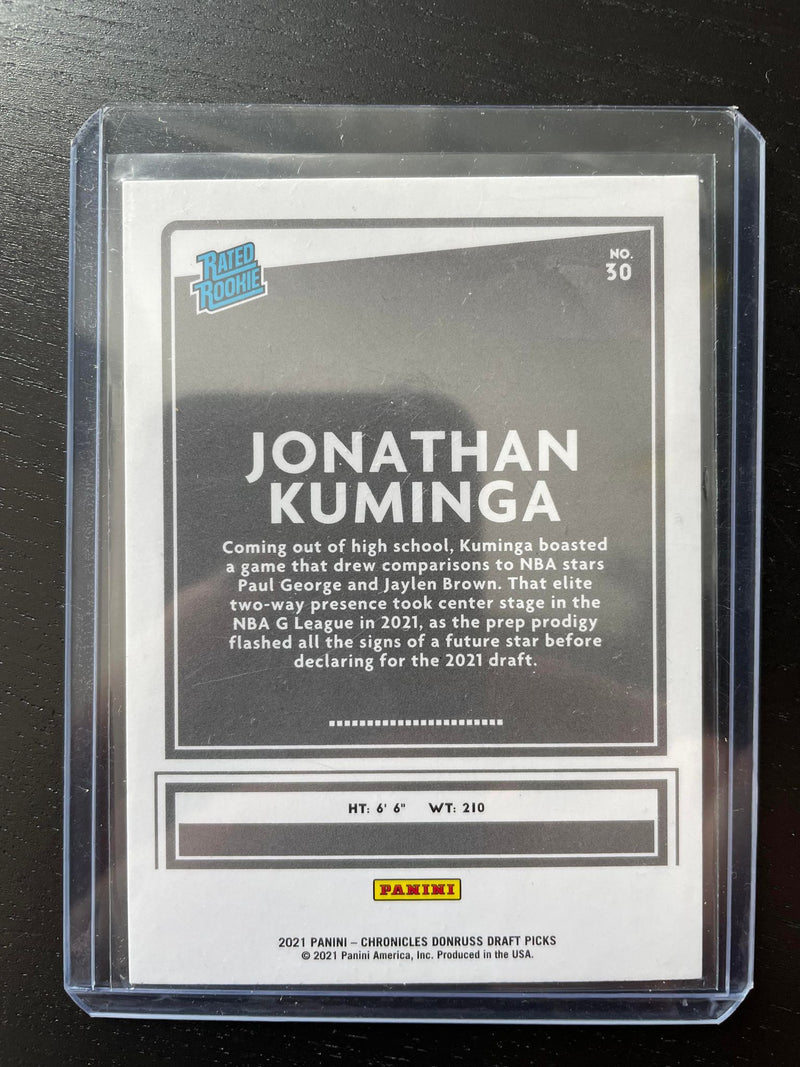 RATED
ROOKIE
NO.
30
JONATHAN
KUMINGA
Coming out of high school, Kuminga boasted
a game that drew comparisons to NBA stars
Paul George and Jaylen Brown. That elite
two-way presence took center stage in the
NBA G League in 2021, as the prep prodigy
flashed all the signs of a future star before
declaring for the 2021 draft.
HT: 6' 6" WT: 210
PANINI
2021 PANINI – CHRONICLES DONRUSS DRAFT PICKS
© 2021 Panini America, Inc. Produced in the USA.